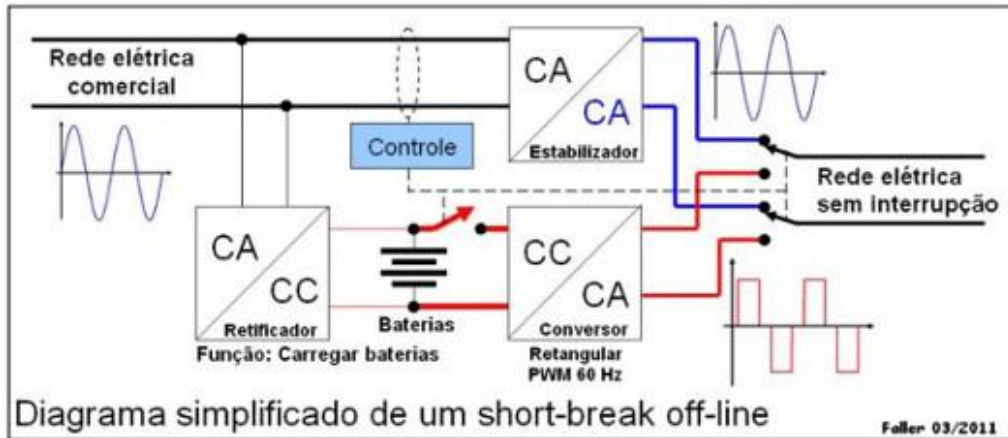 Rede elétrica
comercial
CA
CA
Estabilizador
Controle
Rede elétrica
sem interrupção
CA
CC
Retificador
Função: Carregar baterias
Baterias
CC
CA
Conversor
Retangular
PWM 60 Hz
Diagrama simplificado de um short-break off-line
Faller 03/2011